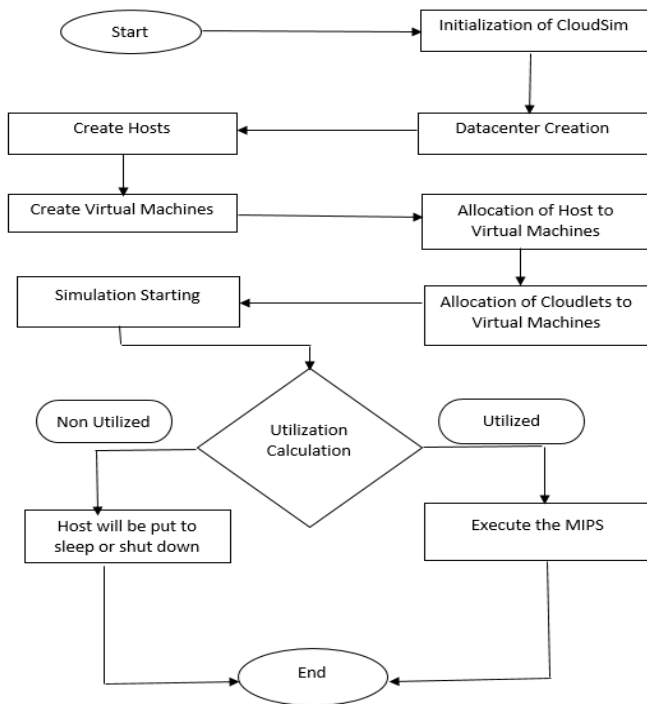 Start
Initialization of CloudSim
Create Hosts
Datacenter Creation
Create Virtual Machines
Allocation of Host to
Virtual Machines
Simulation Starting
Allocation of Cloudlets to
Virtual Machines
Non Utilized
Utilization
Calculation
Utilized
Host will be put to
sleep or shut down
Execute the MIPS
End